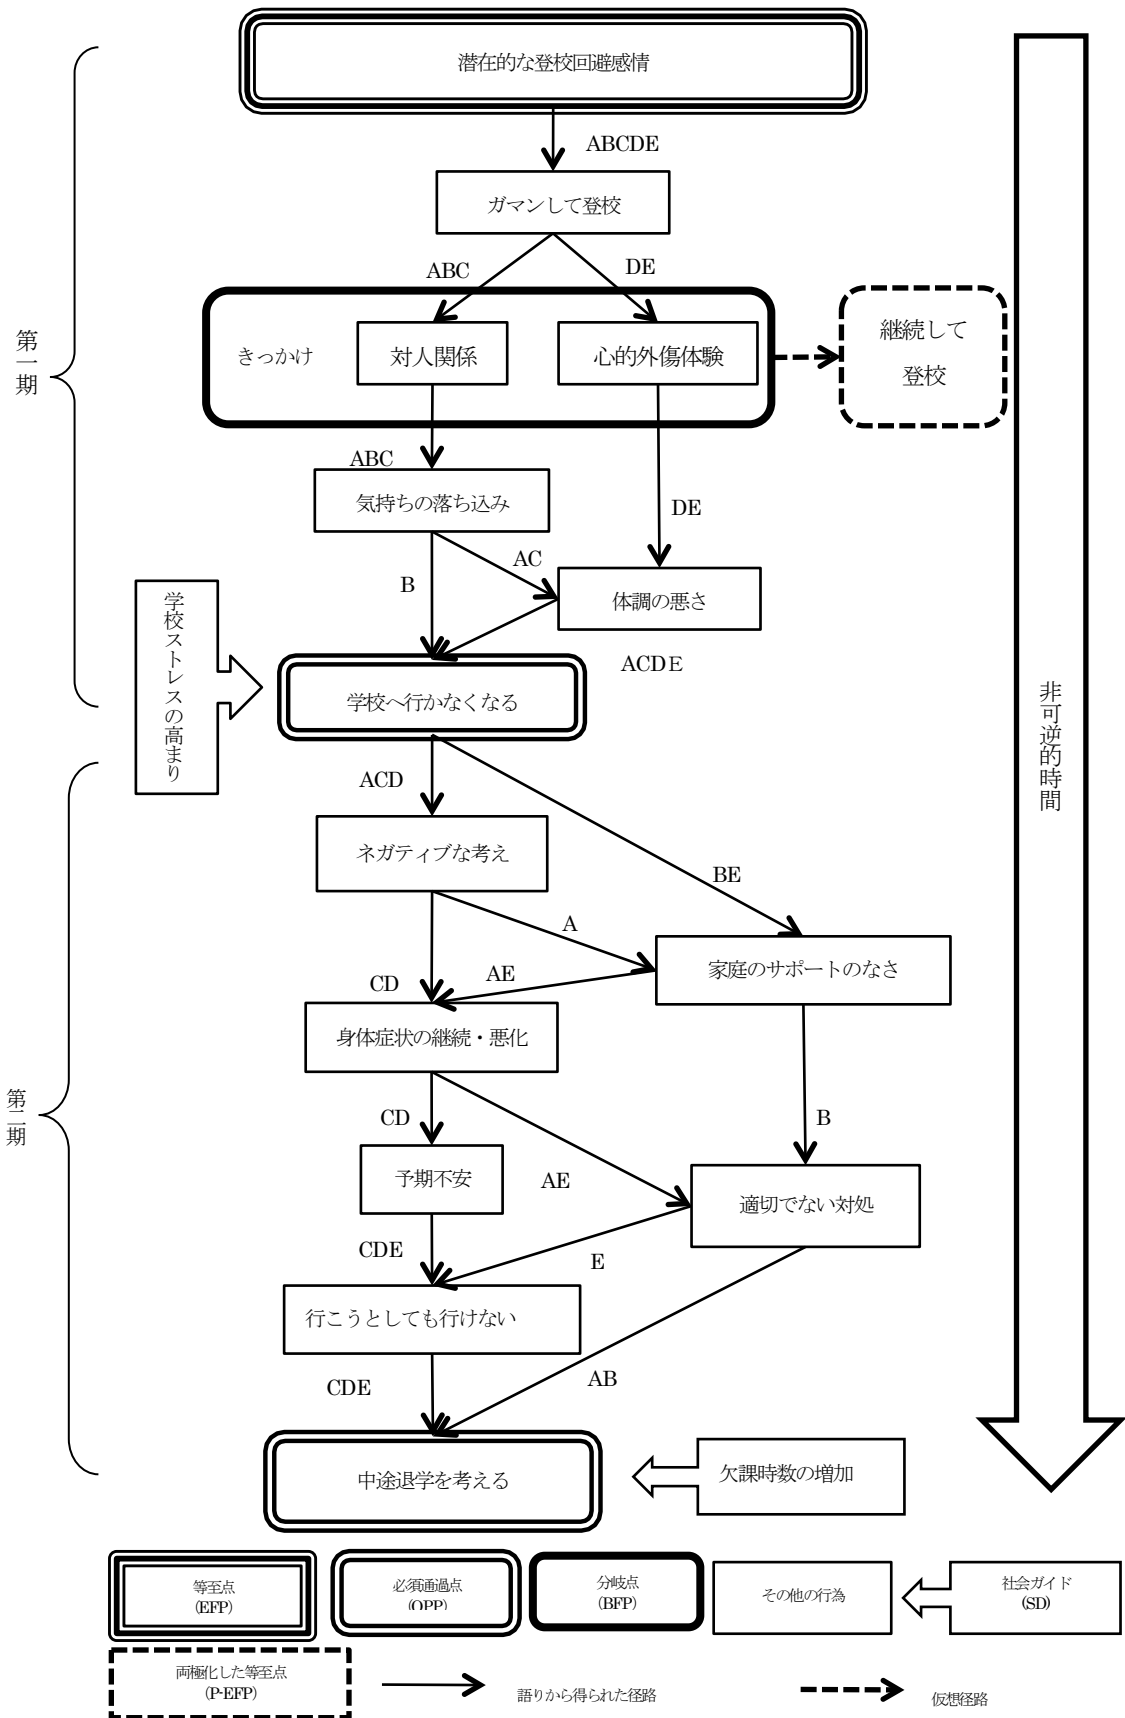 潜在的な登校回避感情
ABCDE
ガマンして登校
ABC
DE
第一期
きっかけ
対人関係
心的外傷体験
継続して
登校
ABC
気持ちの落ち込み
DE
AC
B
体調の悪さ
学校ストレスの高まり
ACDE
学校へ行かなくなる
非可逆的時間
ACD
ネガティブな考え
BE
A
家庭のサポートのなさ
AE
CD
身体症状の継続・悪化
第二期
CD
B
予期不安
AE
適切でない対処
CDE
E
行こうとしても行けない
CDE
AB
中途退学を考える
欠課時数の増加
等至点
(EFP)
必須通過点
(OPP)
分岐点
(BFP)
その他の行為
社会ガイド
(SD)
両極化した等至点
(P-EFP)
語りから得られた経路
仮想径路